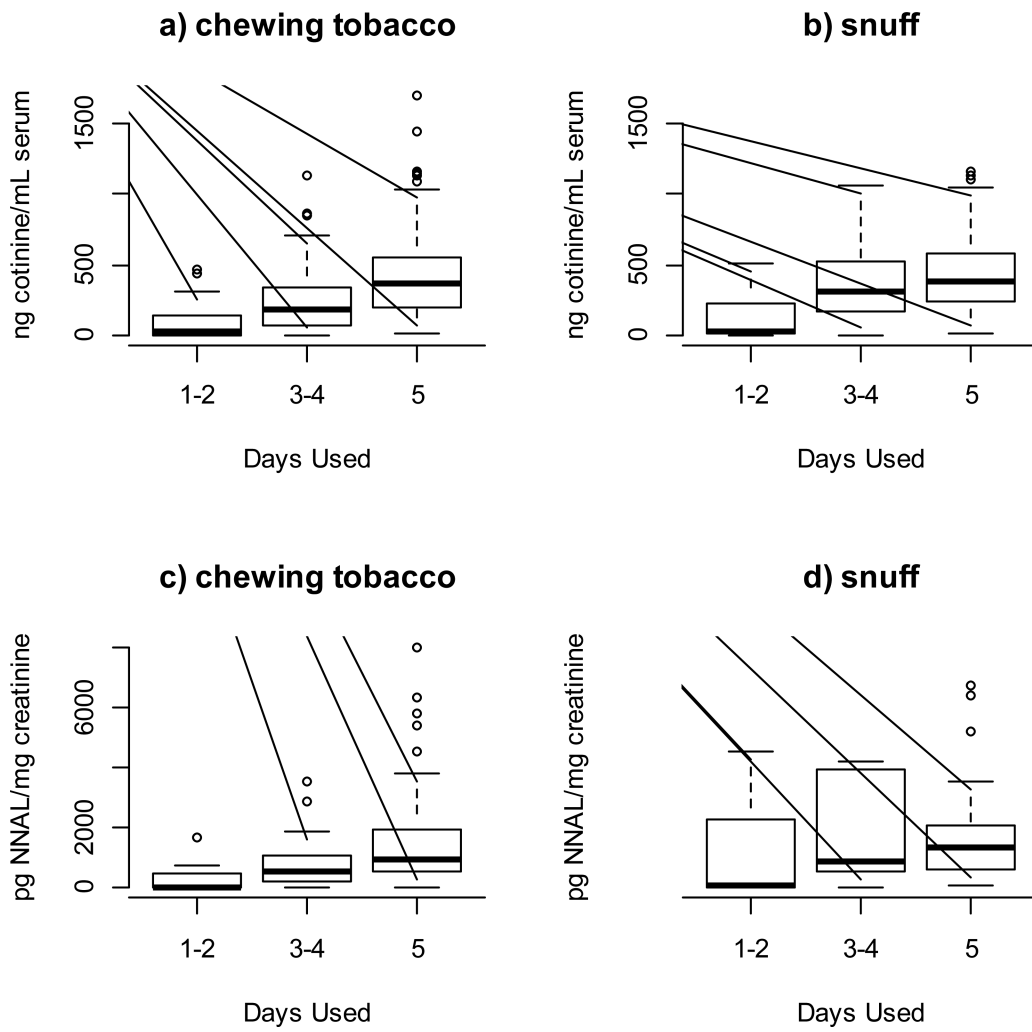 a) chewing tobacco
ng cotinine/mL serum
1500
500
0
1-2 3-4 5
Days Used
b) snuff
ng cotinine/mL serum
1500
500
0
1-2 3-4 5
Days Used
c) chewing tobacco
pg NNAL/mg creatinine
6000
2000
0
1-2 3-4 5
Days Used
d) snuff
pg NNAL/mg creatinine
1-2 3-4 5
Days Used